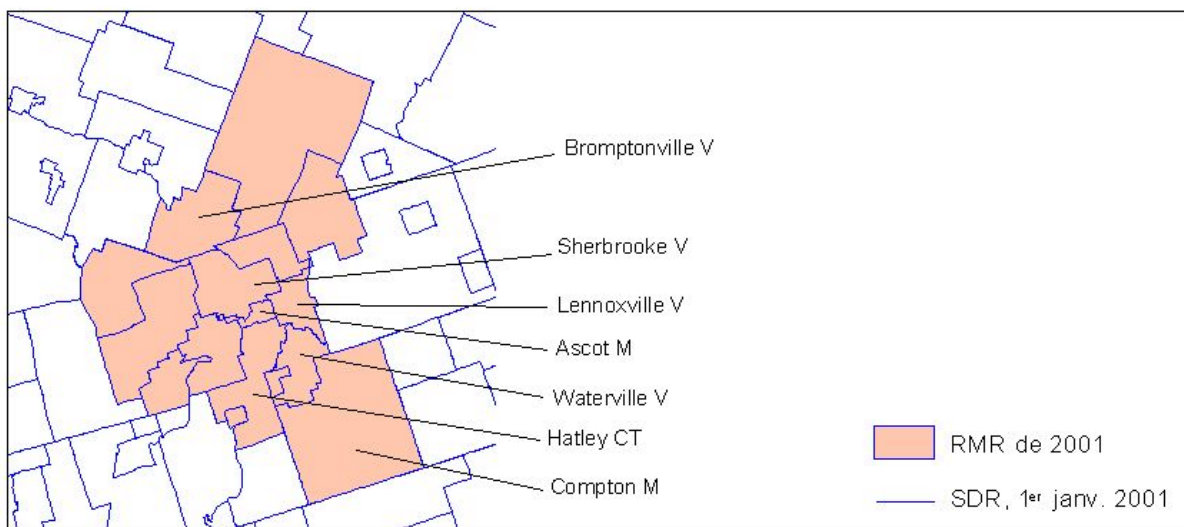 Bromptonville V
Sherbrooke V
Lennoxville V
Ascot M
Waterville V
Hatley CT
Compton M
RMR de 2001
SDR, 1er janv. 2001